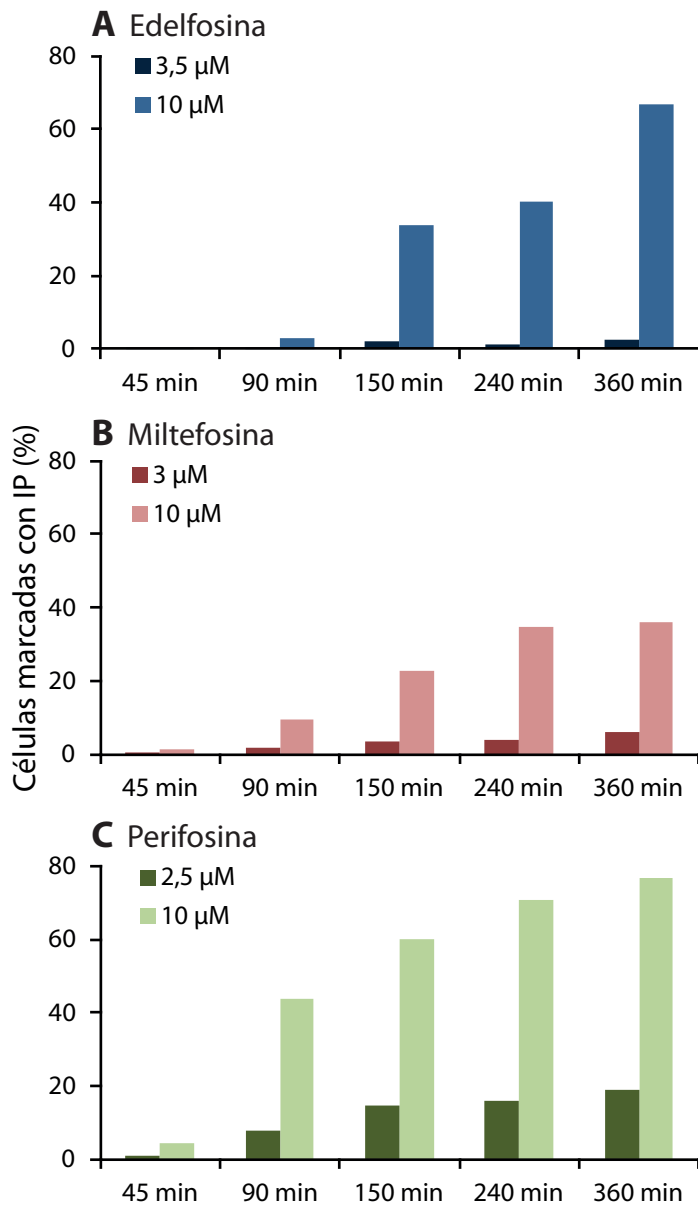 A Edelfosina
80
60
40
20
0
3,5 µM
10 µM
45 min 90 min 150 min 240 min 360 min
Células marcadas con IP (%)
B Miltefosina
80
60
40
20
0
3 µM
10 µM
45 min 90 min 150 min 240 min 360 min
C Perifosina
80
60
40
20
0
2,5 µM
10 µM
45 min 90 min 150 min 240 min 360 min